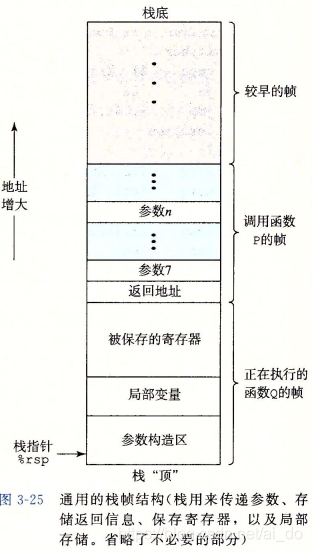 栈底
较早的帧
地址
增大
参数n
调用函数
P的帧
参数7
返回地址
被保存的寄存器
正在执行的
函数Q的帧
局部变量
参数构造区
栈指针
%rsp
栈“顶”
图 3-25 通用的栈帧结构(栈用来传递参数、存
储返回信息、保存寄存器，以及局部
存储。省略了不必要的部分)